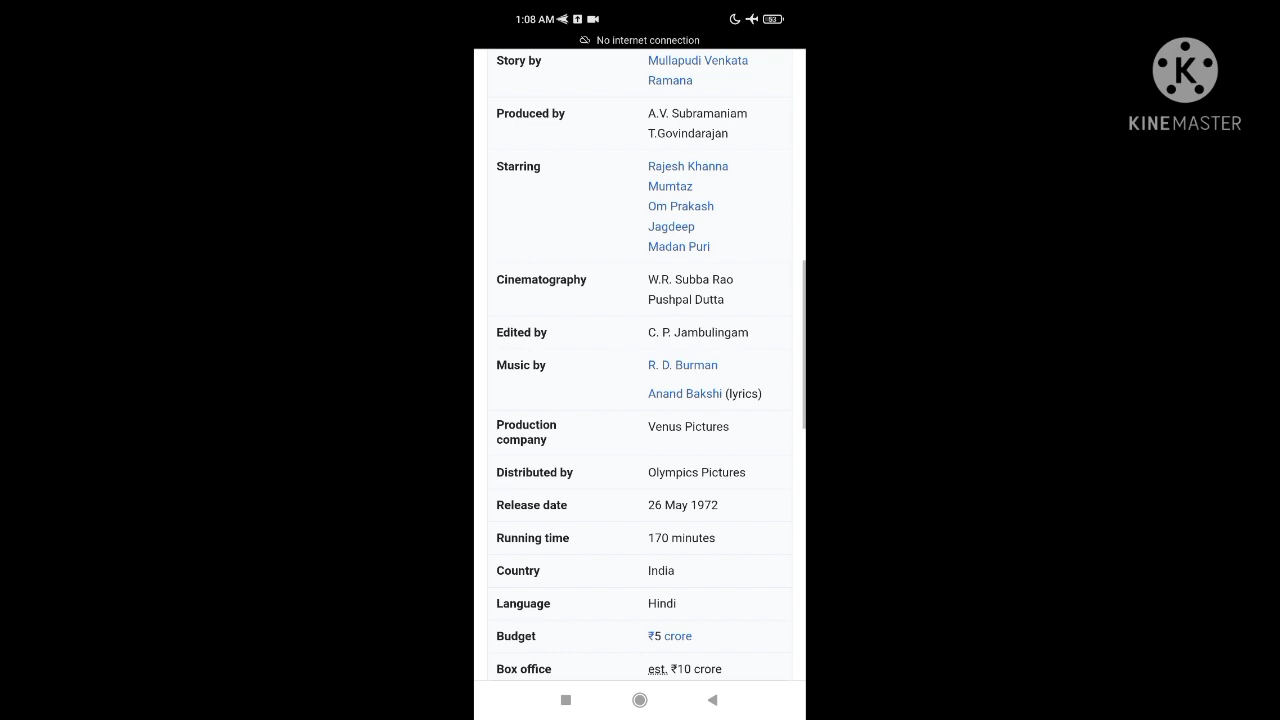 1:08 AM
53
No internet connection
K
KINEMASTER
Story by Mullapudi Venkata
Ramana
Produced by A.V. Subramaniam
T.Govindarajan
Starring Rajesh Khanna
Mumtaz
Om Prakash
Jagdeep
Madan Puri
Cinematography W.R. Subba Rao
Pushpal Dutta
Edited by C. P. Jambulingam
Music by R. D. Burman
Anand Bakshi (lyrics)
Production
company Venus Pictures
Distributed by Olympics Pictures
Release date 26 May 1972
Running time 170 minutes
Country India
Language Hindi
Budget ₹5 crore
Box office est. ₹10 crore